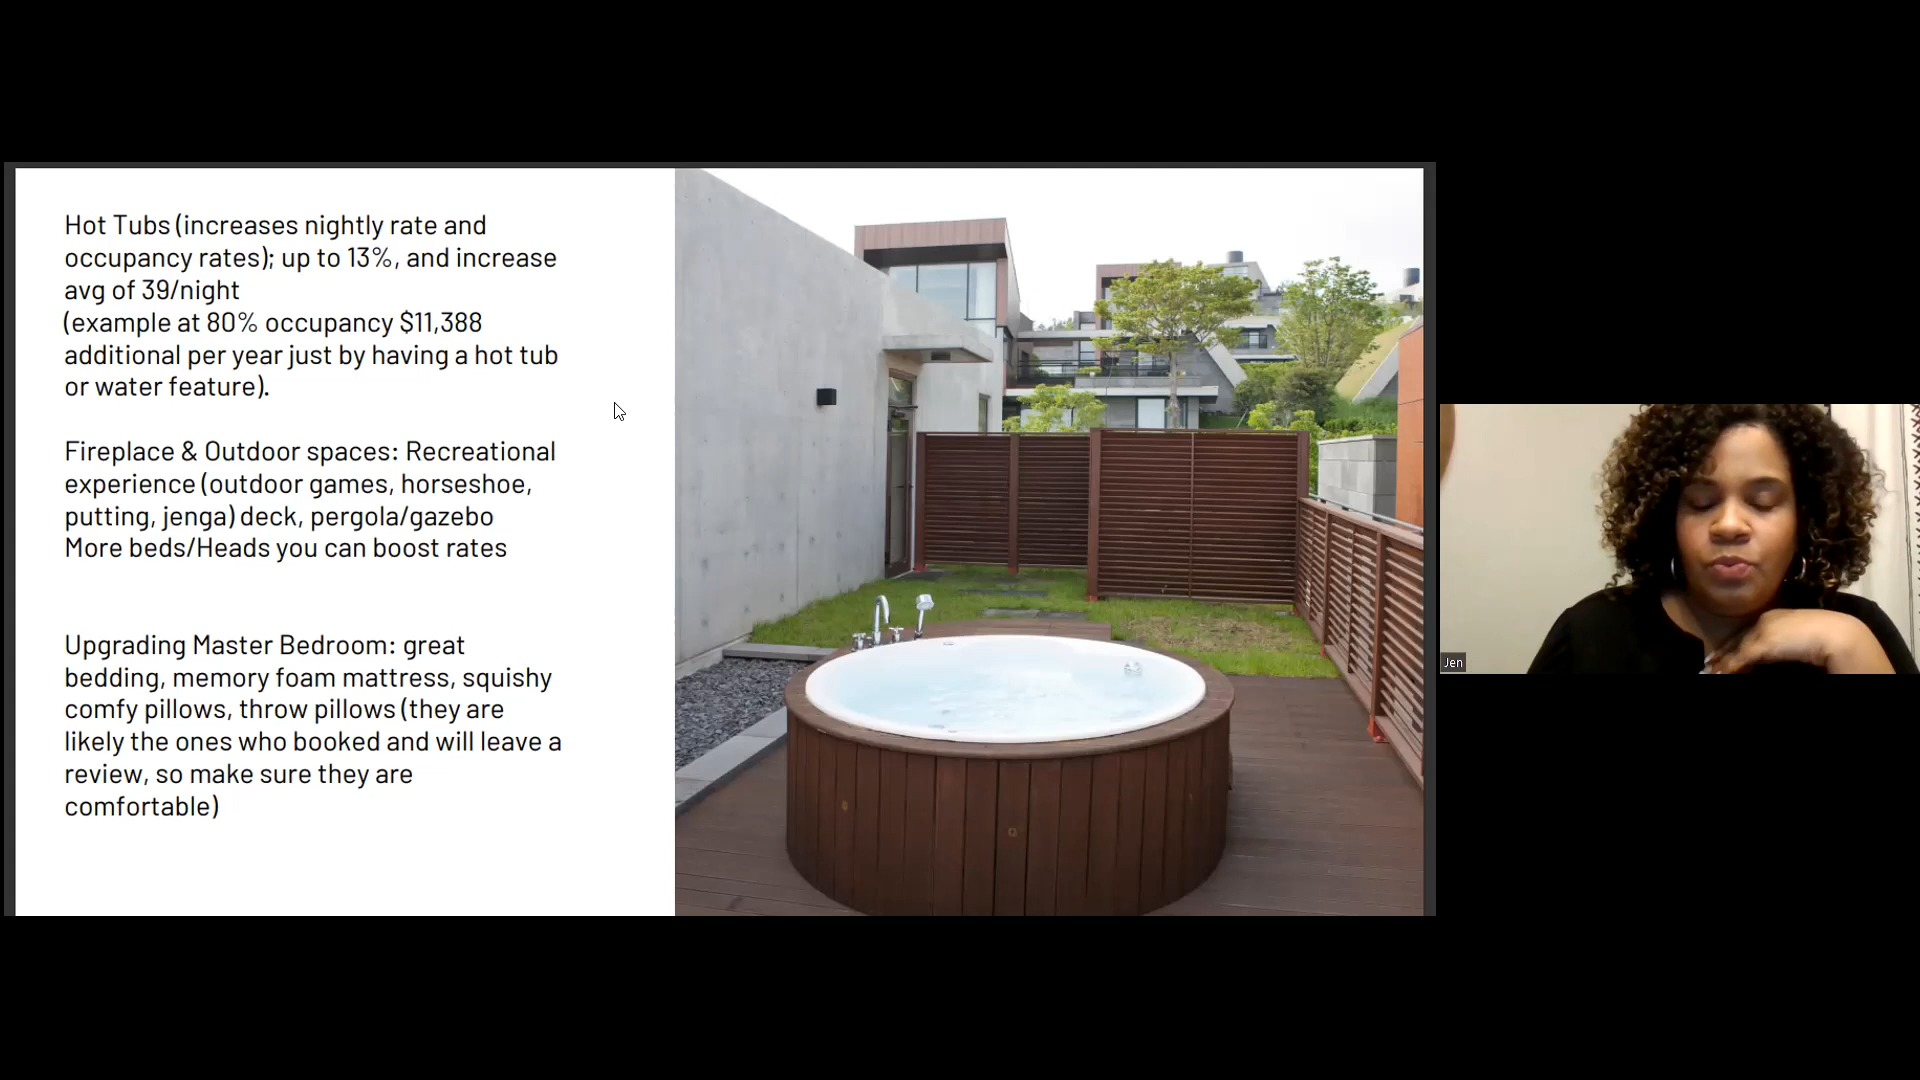 Hot Tubs (increases nightly rate and
occupancy rates); up to 13%, and increase
avg of 39/night
(example at 80% occupancy $11,388
additional per year just by having a hot tub
or water feature).
Fireplace & Outdoor spaces: Recreational
experience (outdoor games, horseshoe,
putting, jenga) deck, pergola/gazebo
More beds/Heads you can boost rates
Upgrading Master Bedroom: great
bedding, memory foam mattress, squishy
comfy pillows, throw pillows (they are
likely the ones who booked and will leave a
review, so make sure they are
comfortable)
Jen